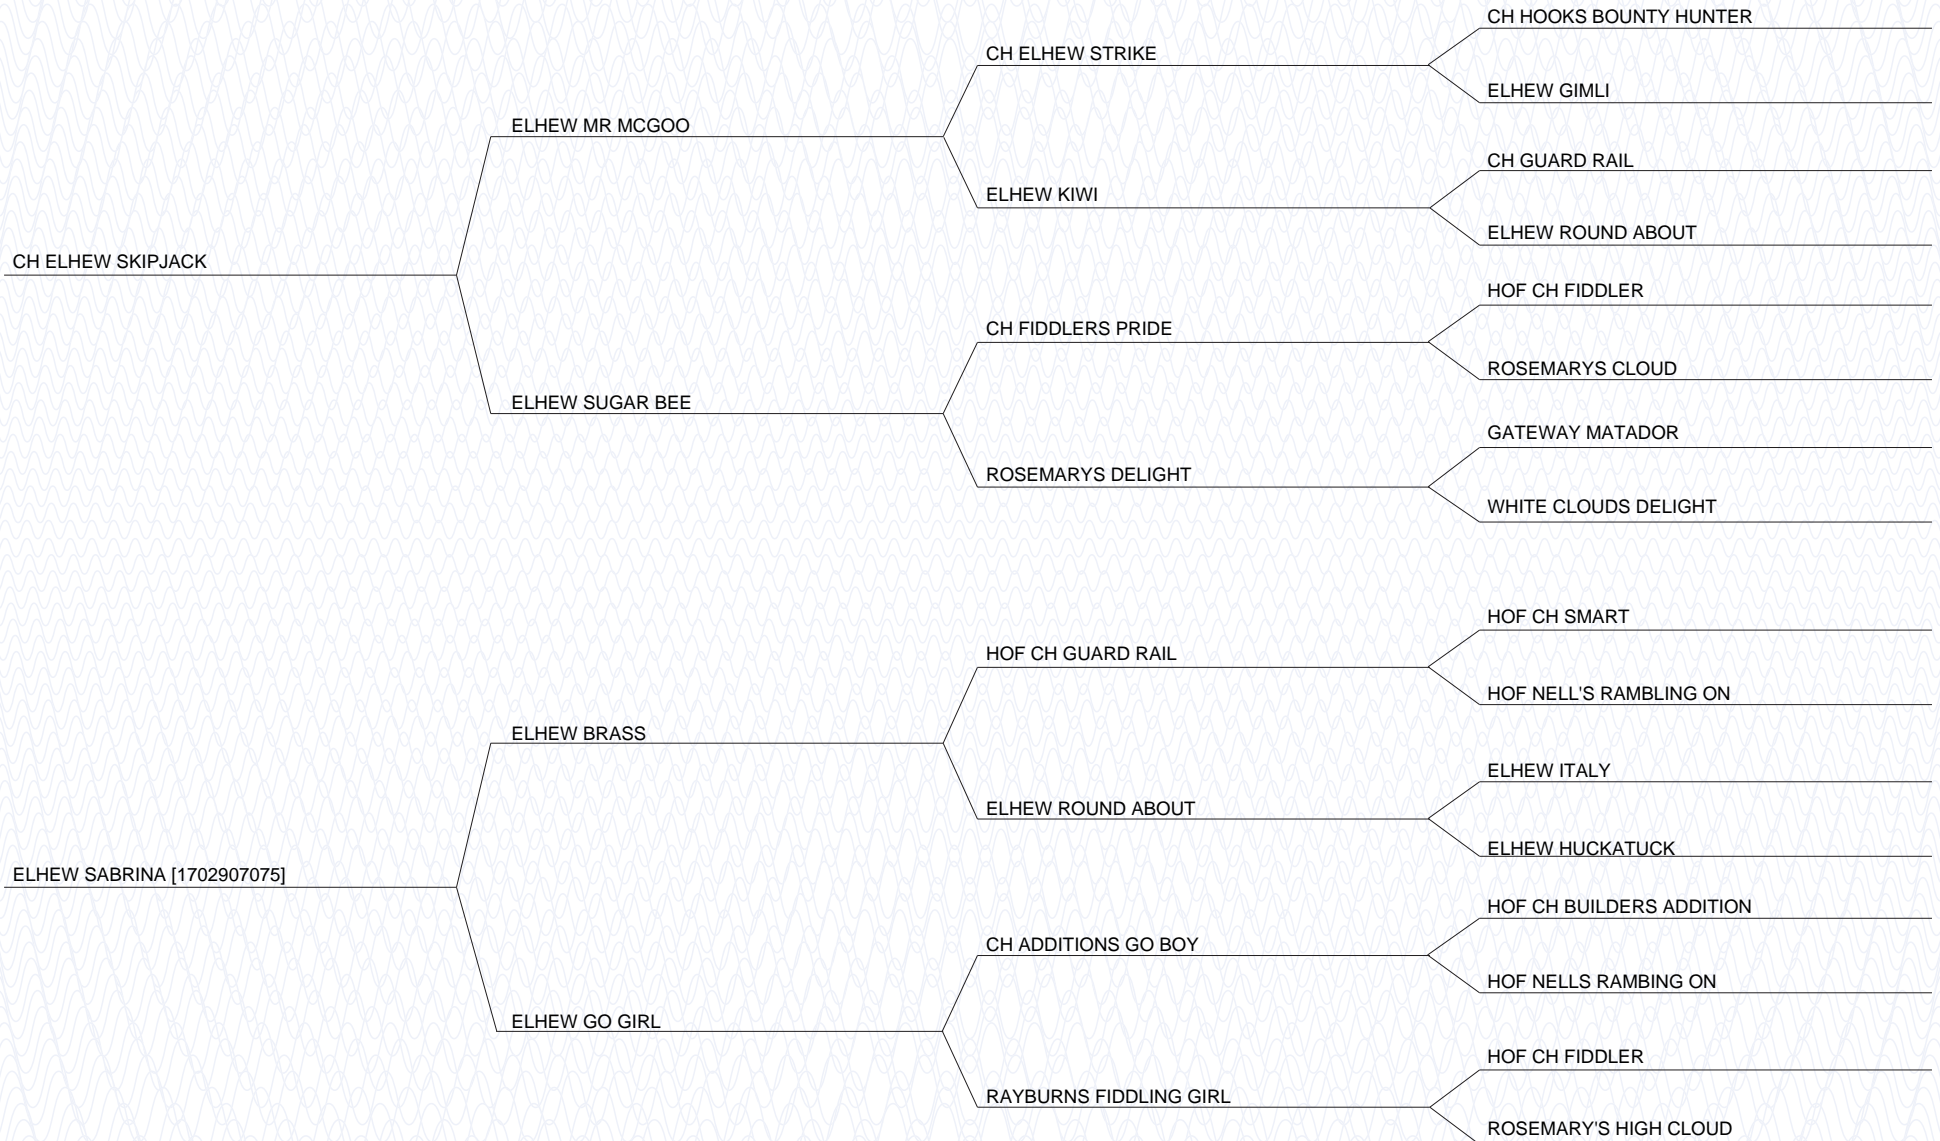 CH HOOKS BOUNTY HUNTER
CH ELHEW STRIKE
ELHEW GIMLI
ELHEW MR MCGOO
CH GUARD RAIL
ELHEW KIWI
ELHEW ROUND ABOUT
CH ELHEW SKIPJACK
HOF CH FIDDLER
CH FIDDLERS PRIDE
ROSEMARYS CLOUD
ELHEW SUGAR BEE
GATEWAY MATADOR
ROSEMARYS DELIGHT
WHITE CLOUDS DELIGHT
HOF CH SMART
HOF CH GUARD RAIL
HOF NELL'S RAMBLING ON
ELHEW BRASS
ELHEW ITALY
ELHEW ROUND ABOUT
ELHEW HUCKATUCK
ELHEW SABRINA [1702907075]
HOF CH BUILDERS ADDITION
CH ADDITIONS GO BOY
HOF NELLS RAMBING ON
ELHEW GO GIRL
HOF CH FIDDLER
RAYBURNS FIDDLING GIRL
ROSEMARY'S HIGH CLOUD